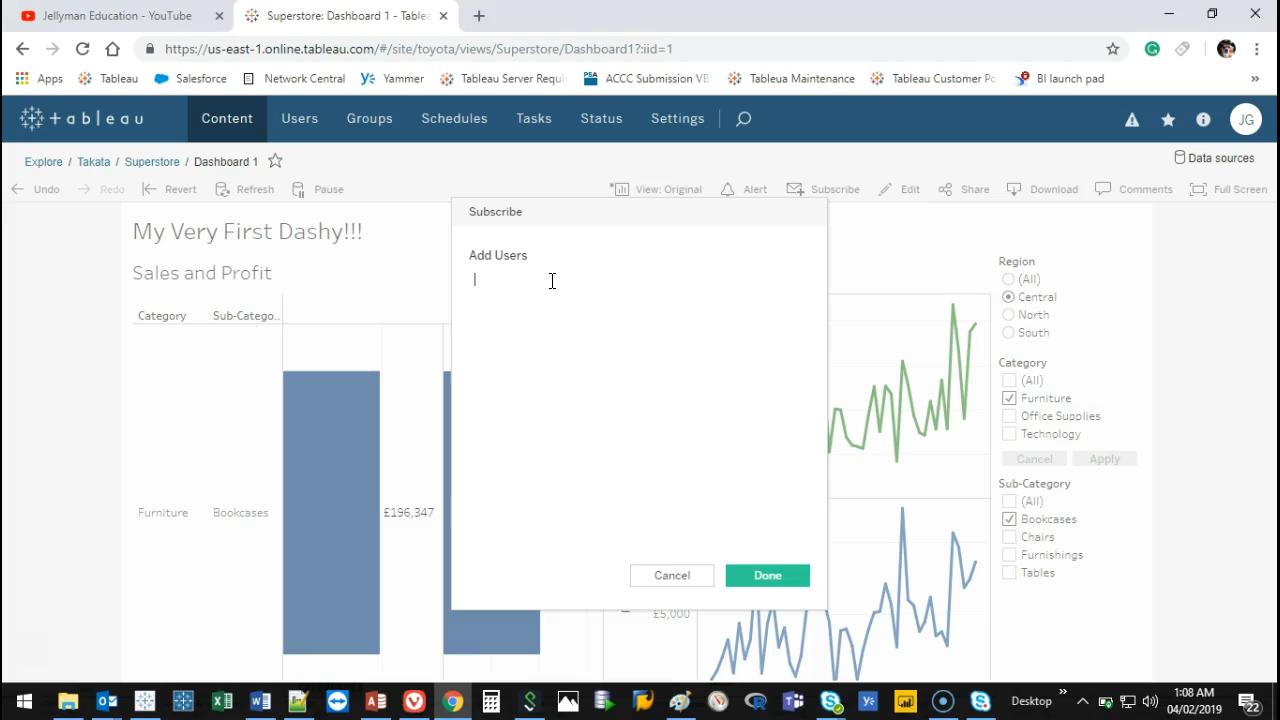 Jellyman Education - YouTube
Superstore: Dashboard 1 - Table
https://us-east-1.online.tableau.com/#/site/toyota/views/Superstore/Dashboard1?:iid=1
Apps Tableau Salesforce Network Central Yammer Tableau Server Requi ACCC Submission VB Tableua Maintenance Tableau Customer Po BI launch pad »
+ableau Content Users Groups Schedules Tasks Status Settings JG
Explore / Takata / Superstore / Dashboard 1 Data sources
Undo Redo Revert Refresh Pause View: Original Alert Subscribe Edit Share Download Comments Full Screen
Subscribe
My Very First Dashy!!!
Add Users
Sales and Profit
Category Sub-Catego..
Furniture Bookcases £196,347
£5,000
Region
(All)
Central
North
South
Category
(All)
Furniture
Office Supplies
Technology
Cancel Apply
Sub-Category
(All)
Bookcases
Chairs
Furnishings
Tables
Cancel Done
Desktop » 1:08 AM
04/02/2019
22